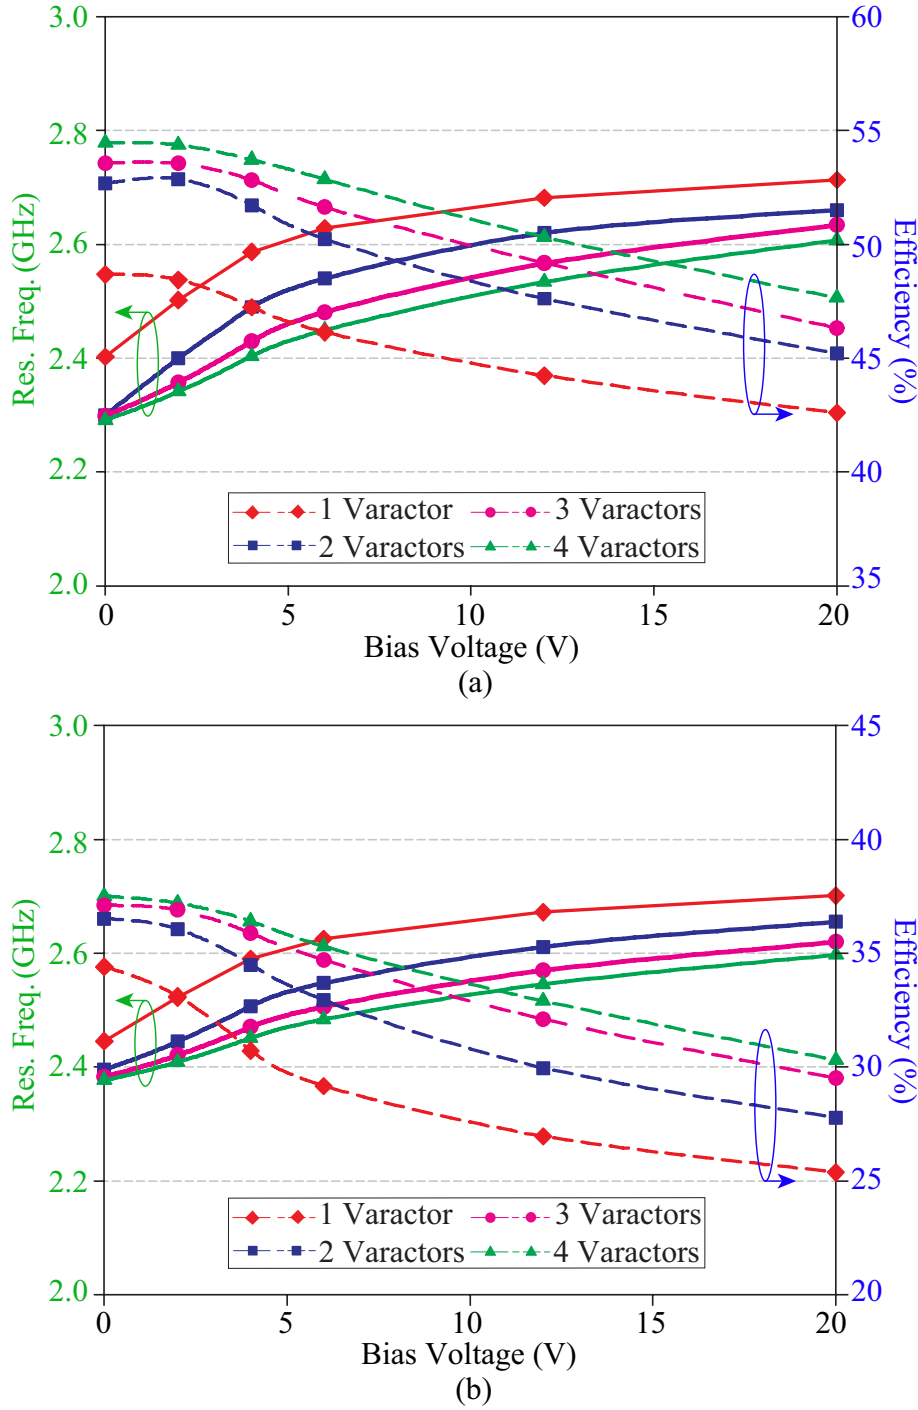 3.0
2.8
2.6
2.4
2.2
2.0
Res. Freq. (GHz)
60
55
50
45
40
35
Efficiency (%)
1 Varactor
3 Varactors
2 Varactors
4 Varactors
0
5
10
15
20
Bias Voltage (V)
(a)
3.0
2.8
2.6
2.4
2.2
2.0
Res. Freq. (GHz)
45
40
35
30
25
20
Efficiency (%)
1 Varactor
3 Varactors
2 Varactors
4 Varactors
0
5
10
15
20
Bias Voltage (V)
(b)